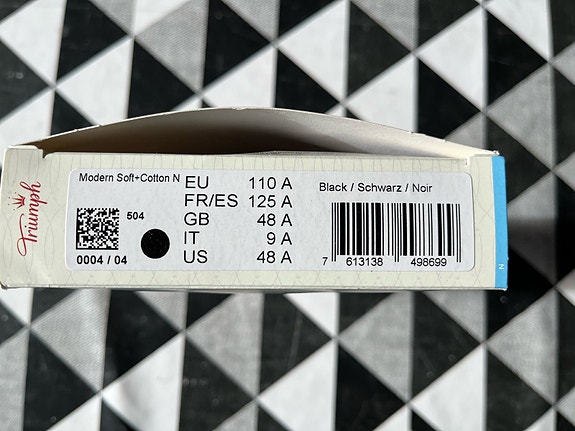 Triumph
Modern Soft+Cotton N
504
0004 / 04
EU 110 A
FR/ES 125 A
GB 48 A
IT 9 A
US 48 A
Black / Schwarz / Noir
7 613138 498699
N